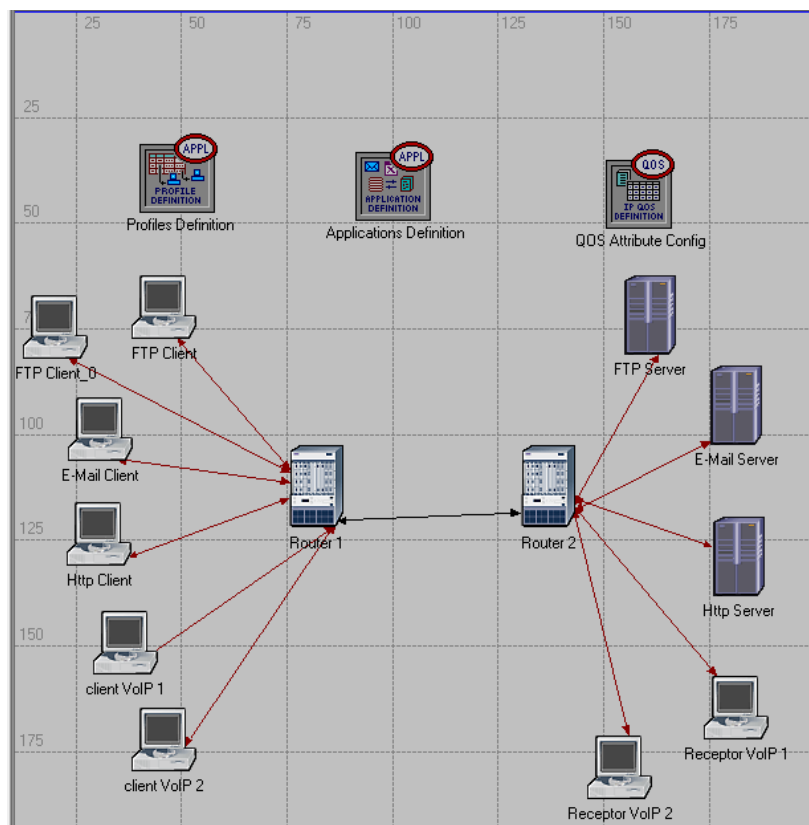 25 50 75 100 125 150 175
25
APPL
PROFILE
DEFINITION
Profiles Definition
APPL
APPLICATION
DEFINITION
Applications Definition
QOS
IP QOS
DEFINITION
QOS Attribute Config
50
FTP Client_0
FTP Client
FTP Server
100
E-Mail Client
E-Mail Server
125
Router 1
Router 2
Http Client
Http Server
150
client VoIP 1
Receptor VoIP 1
175
client VoIP 2
Receptor VoIP 2